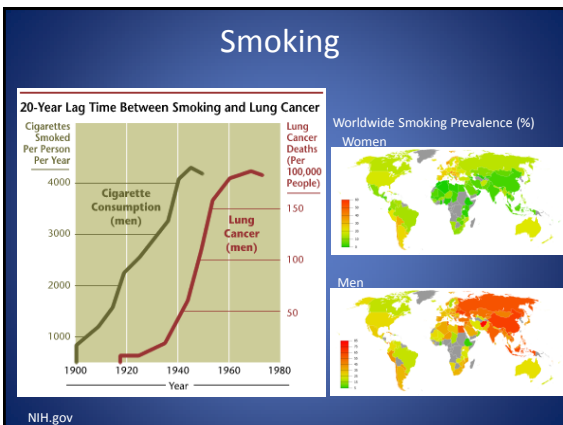 Smoking
20-Year Lag Time Between Smoking and Lung Cancer
Cigarettes
Smoked
Per Person
Per Year
Lung
Cancer
Deaths
(Per
100,000
People)
4000
3000
2000
1000
Cigarette
Consumption
(men)
Lung
Cancer
(men)
150
100
50
1900
1920
1940
1960
1980
Year
Worldwide Smoking Prevalence (%)
Women
Men
NIH.gov